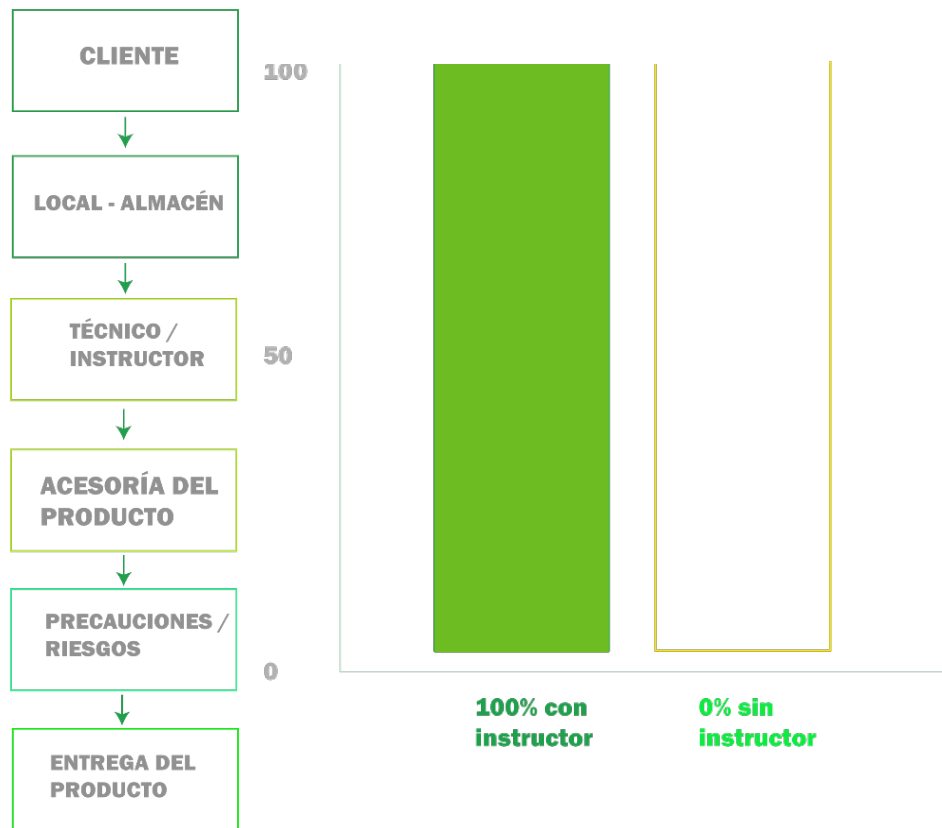 CLIENTE
LOCAL - ALMACÉN
TÉCNICO /
INSTRUCTOR
ACESORÍA DEL
PRODUCTO
PRECAUCIONES /
RIESGOS
ENTREGA DEL
PRODUCTO
100
50
0
100% con
instructor
0% sin
instructor